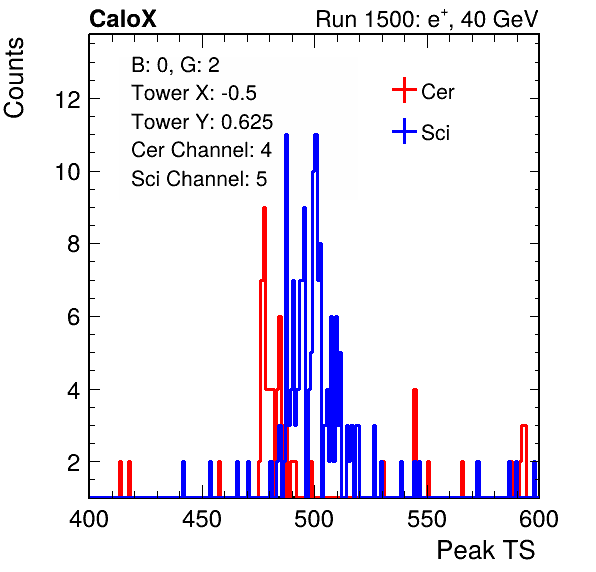 CaloX
Run 1500: e+, 40 GeV
Counts
B: 0, G: 2
Tower X: -0.5
Tower Y: 0.625
Cer Channel: 4
Sci Channel: 5
Cer
Sci
12
10
8
6
4
2
400 450 500 550 600
Peak TS